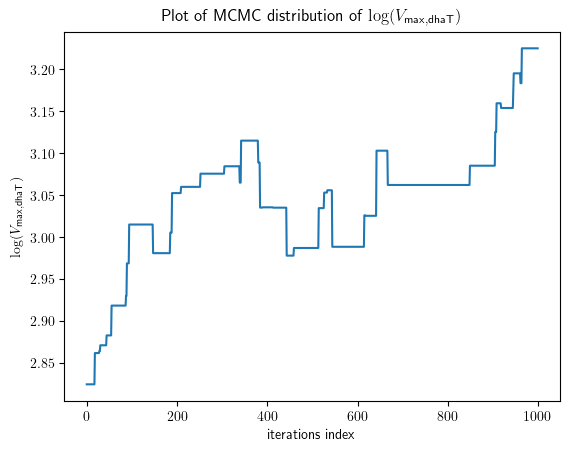 Plot of MCMC distribution of log(V_max,dhaT)
log(V_max,dhaT)
3.20
3.15
3.10
3.05
3.00
2.95
2.90
2.85
0 200 400 600 800 1000
iterations index